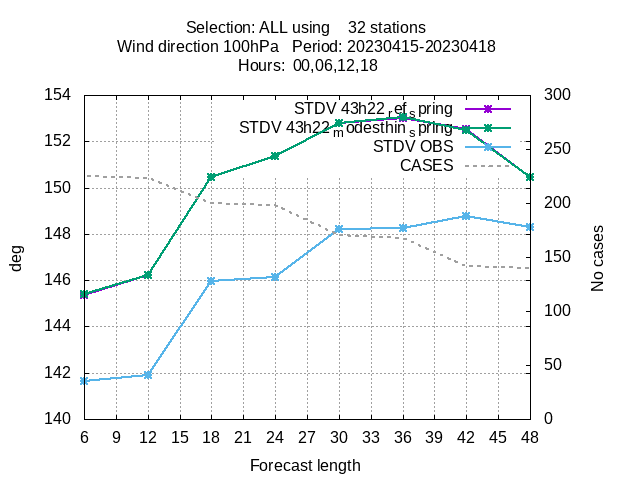 Selection: ALL using 32 stations
Wind direction 100hPa Period: 20230415-20230418
Hours: 00,06,12,18
STDV 43h22_ref_spring
STDV 43h22_modesthin_spring
STDV OBS
CASES
154
152
150
148
146
144
142
140
deg
300
250
200
150
100
50
0
No cases
6 9 12 15 18 21 24 27 30 33 36 39 42 45 48
Forecast length